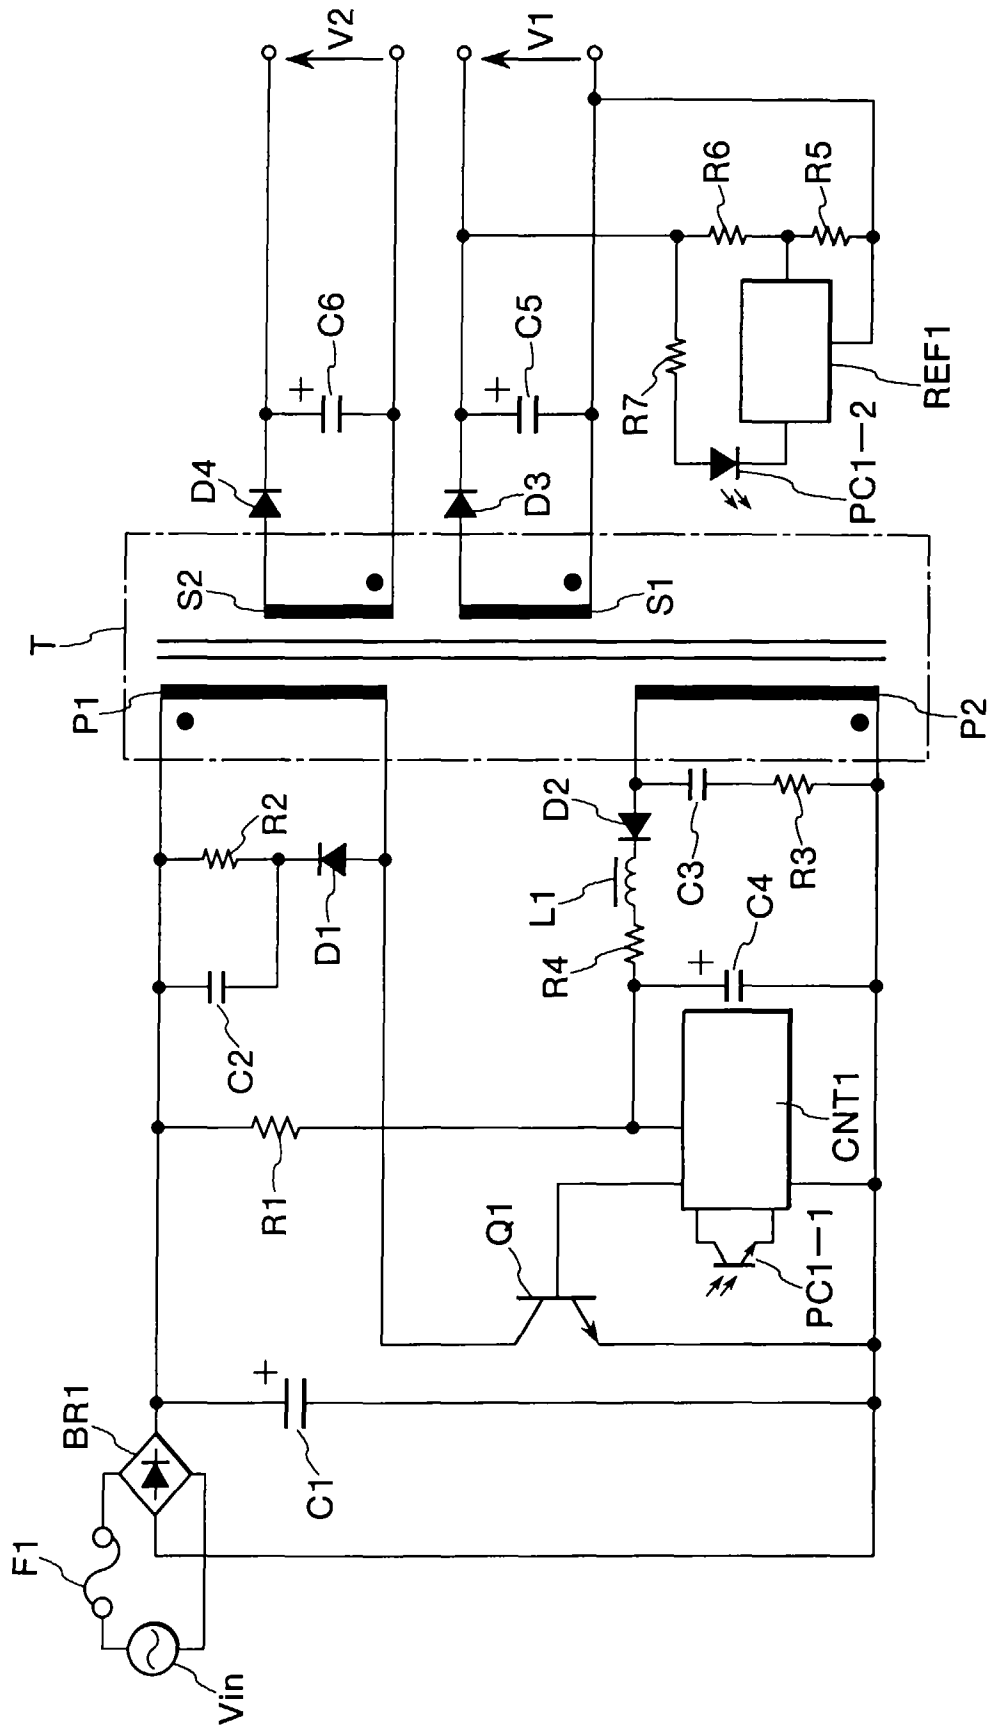 V2
V1
R6
R5
C6
C5
R7
REF1
PC1-2
D4
D3
S2
S1
T
P1
P2
R2
D2
C3
R3
D1
L1
C4
R4
C2
CNT1
R1
Q1
PC1-1
BR1
+
+
+
+
C1
F1
Vin